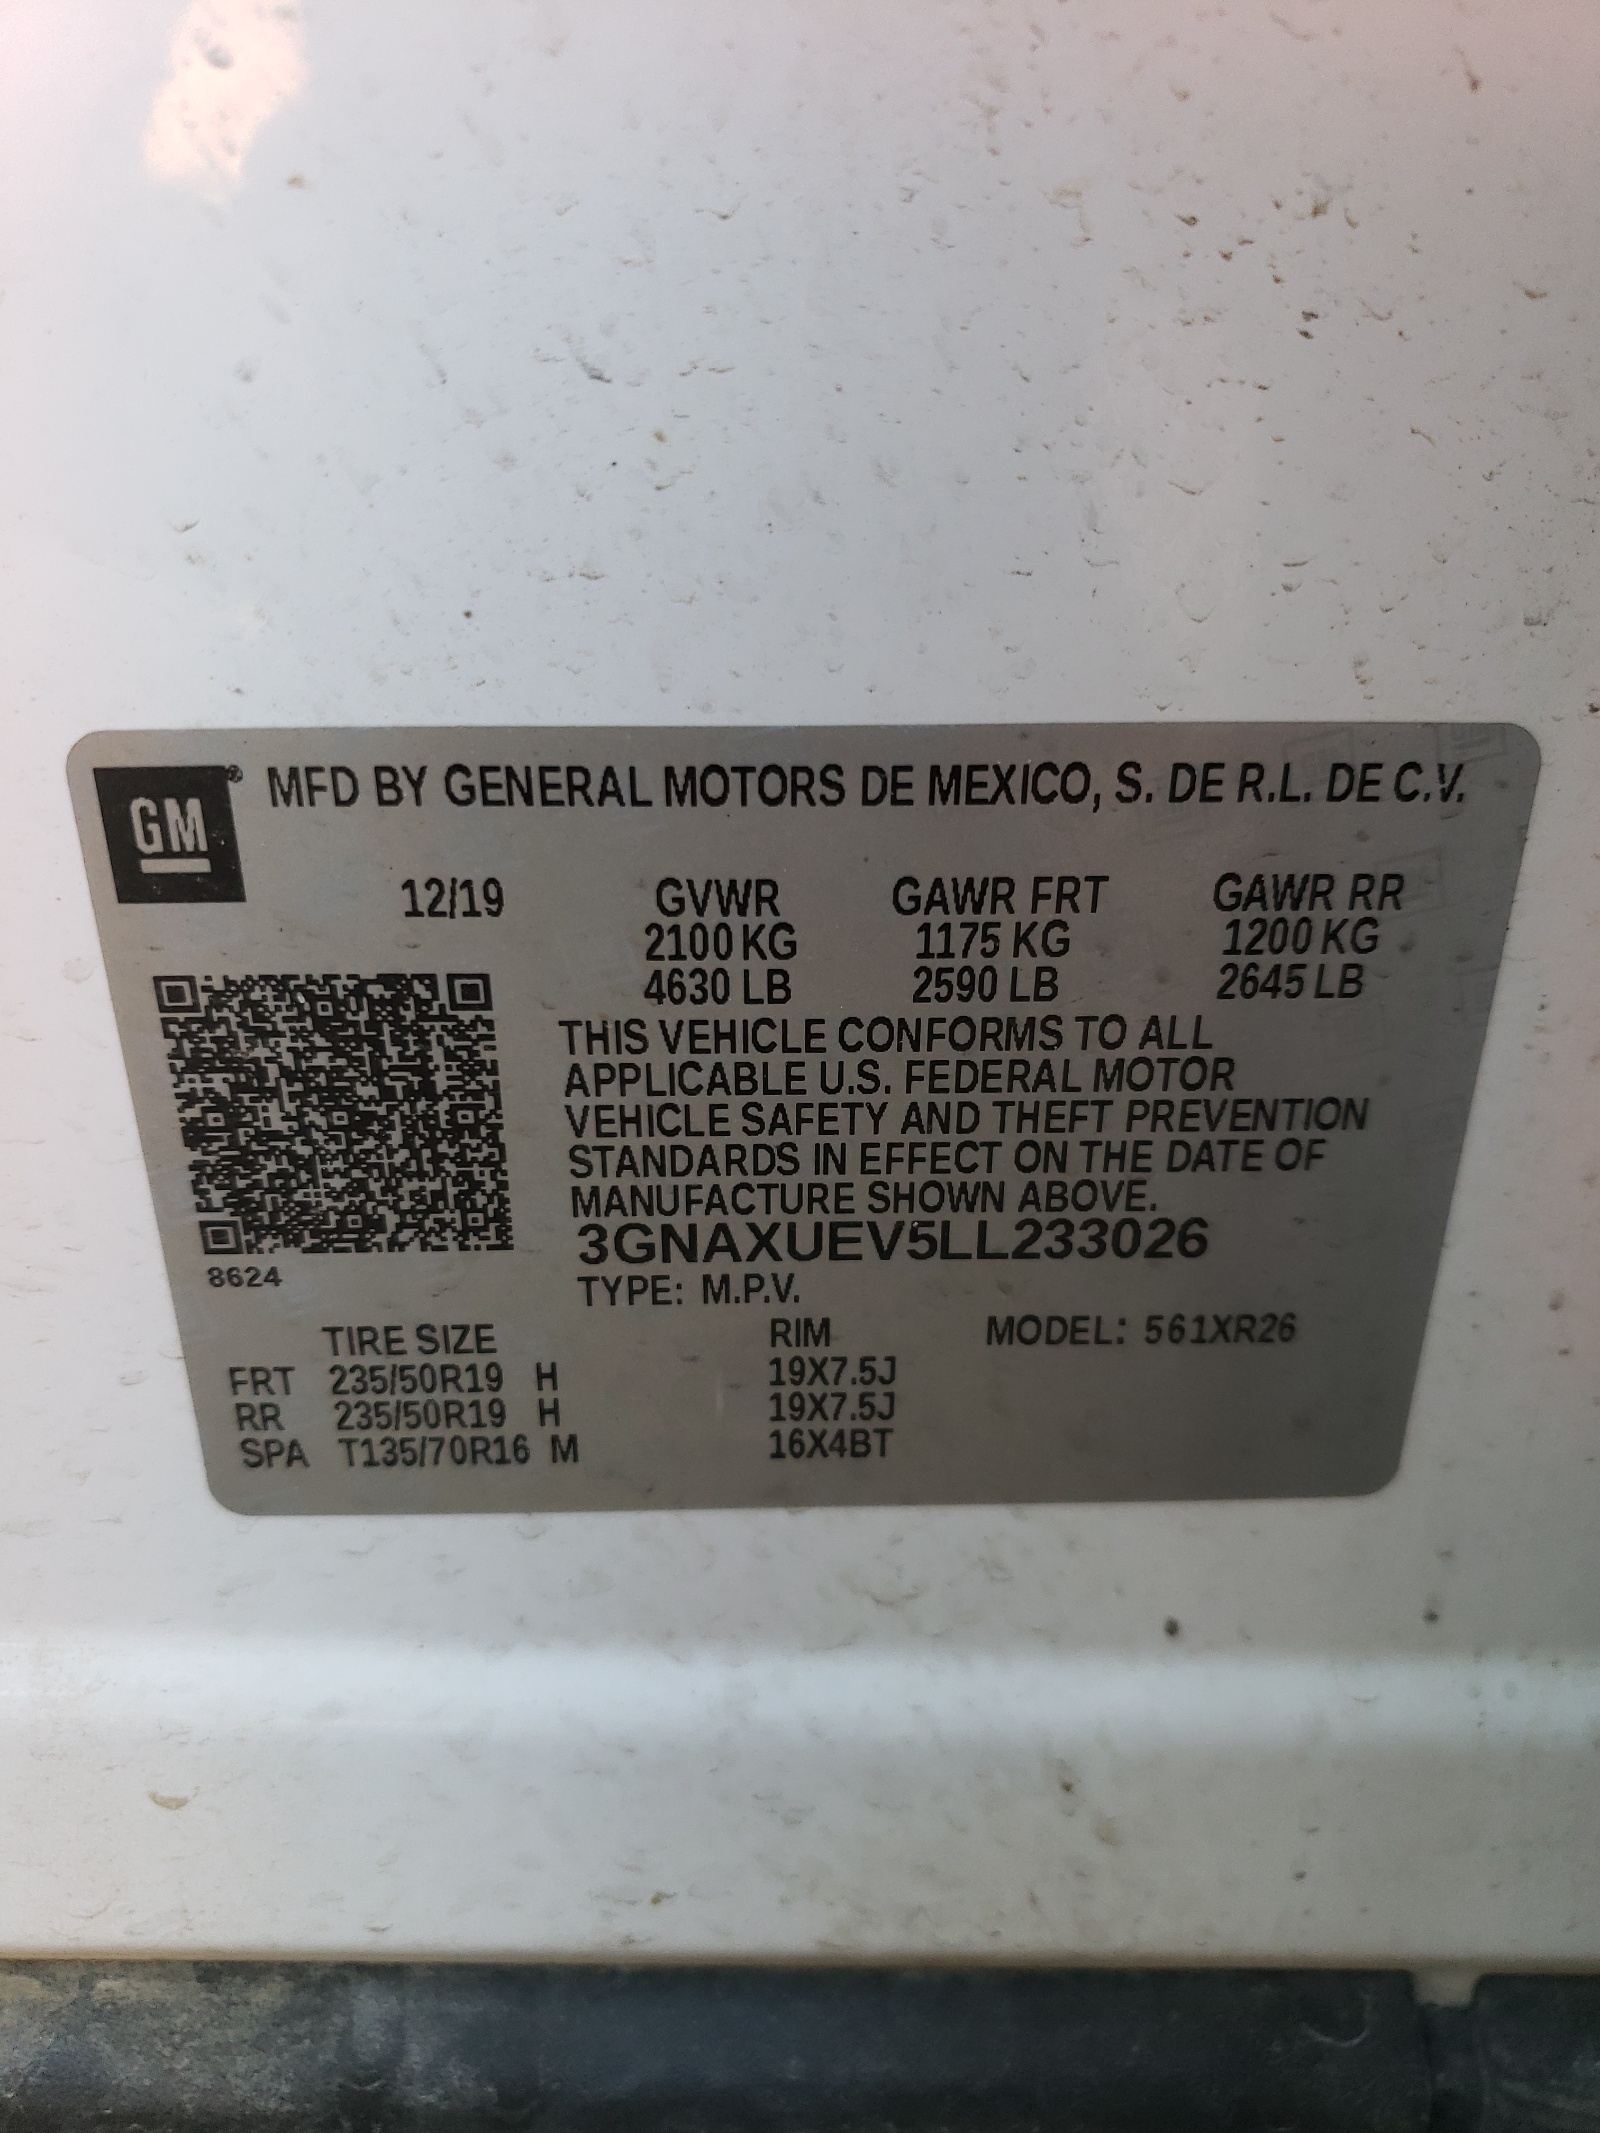 GM ® MFD BY GENERAL MOTORS DE MEXICO, S. DE R.L. DE C.V.
12/19 GVWR GAWR FRT GAWR RR
2100 KG 1175 KG 1200 KG
4630 LB 2590 LB 2645 LB
THIS VEHICLE CONFORMS TO ALL
APPLICABLE U.S. FEDERAL MOTOR
VEHICLE SAFETY AND THEFT PREVENTION
STANDARDS IN EFFECT ON THE DATE OF
MANUFACTURE SHOWN ABOVE.
3GNAXUEV5LL233026
8624
TYPE: M.P.V.
TIRE SIZE RIM MODEL: 561XR26
FRT 235/50R19 H 19X7.5J
RR 235/50R19 H 19X7.5J
SPA T135/70R16 M 16X4BT